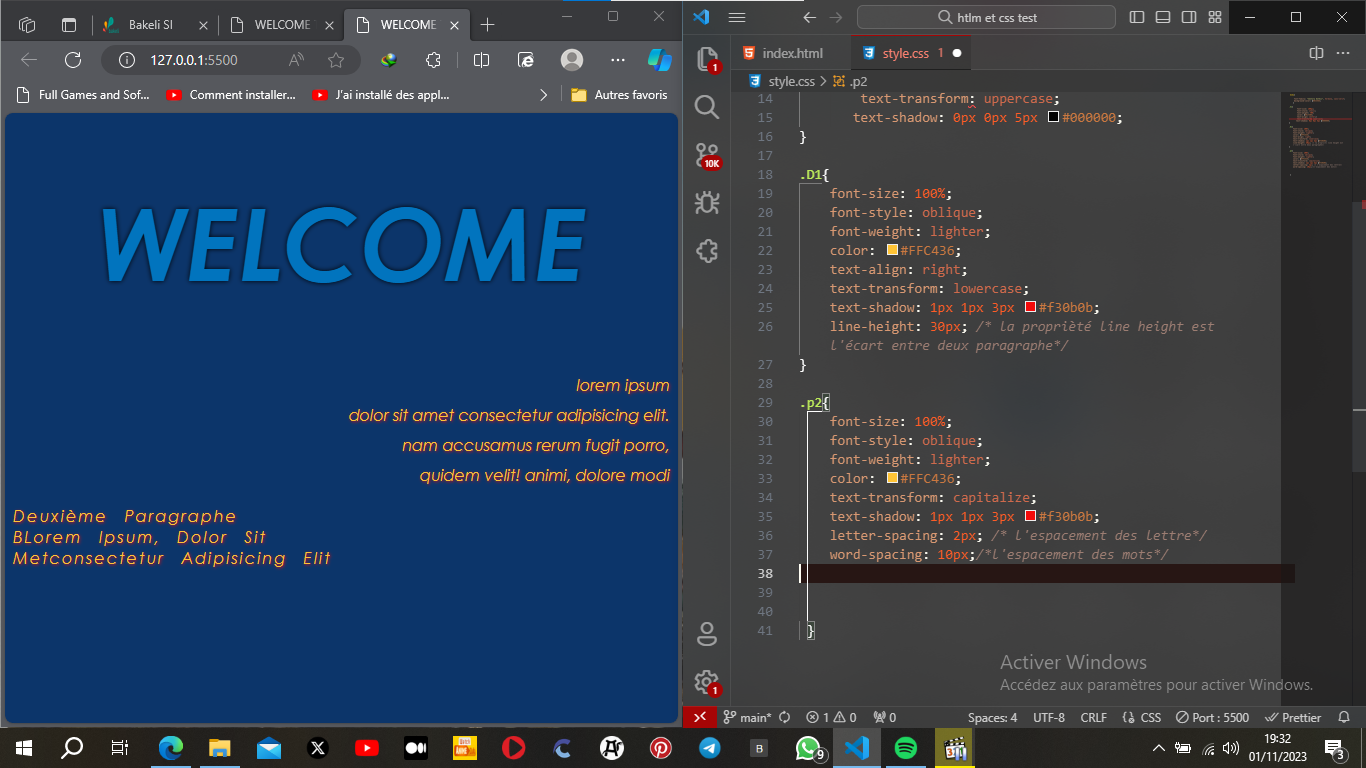 Bakeli SI
WELCOME
WELCOME
127.0.0.1:5500
Full Games and Sof...
Comment installer...
J'ai installé des appl...
Autres favoris
WELCOME
lorem ipsum
dolor sit amet consectetur adipisicing elit.
nam accusamus rerum fugit porro,
quidem velit! animi, dolore modi
Deuxième Paragraphe
BLorem Ipsum, Dolor Sit
Metconsectetur Adipisicing Elit
htlm et css test
index.html
style.css 1
style.css > .p2
1
10K
1
14 text-transform: uppercase;
15 text-shadow: 0px 0px 5px #000000;
16 }
17
18 .D1{
19 font-size: 100%;
20 font-style: oblique;
21 font-weight: lighter;
22 color: #FFC436;
23 text-align: right;
24 text-transform: lowercase;
25 text-shadow: 1px 1px 3px #f30b0b;
26 line-height: 30px; /* la proprièté line height est
l'écart entre deux paragraphe*/
27 }
28
29 .p2{
30 font-size: 100%;
31 font-style: oblique;
32 font-weight: lighter;
33 color: #FFC436;
34 text-transform: capitalize;
35 text-shadow: 1px 1px 3px #f30b0b;
36 letter-spacing: 2px; /* l'espacement des lettre*/
37 word-spacing: 10px;/*l'espacement des mots*/
38
39
40
41 }
Activer Windows
Accédez aux paramètres pour activer Windows.
main* 1 0 0 Spaces: 4 UTF-8 CRLF CSS Port : 5500 Prettier
9
19:32
01/11/2023
3